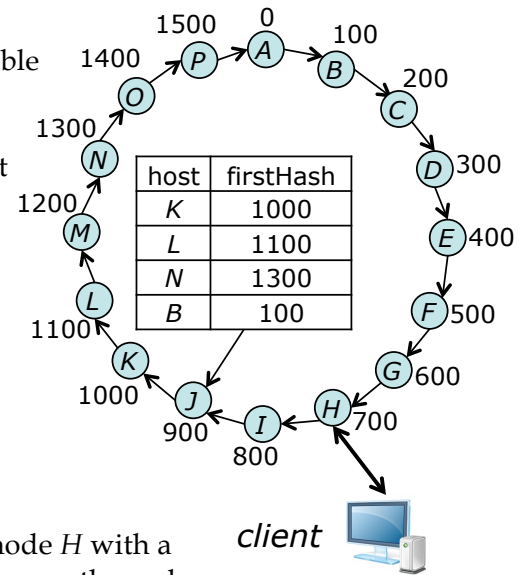 0
1500
100
ble
1400
P
A
B
200
O
C
1300
t
N
D
300
host firstHash
K 1000
L 1100
N 1300
B 100
1200
M
E
400
L
F
500
1100
K
G
600
1000
J
H
700
900
I
800
node H with a
client